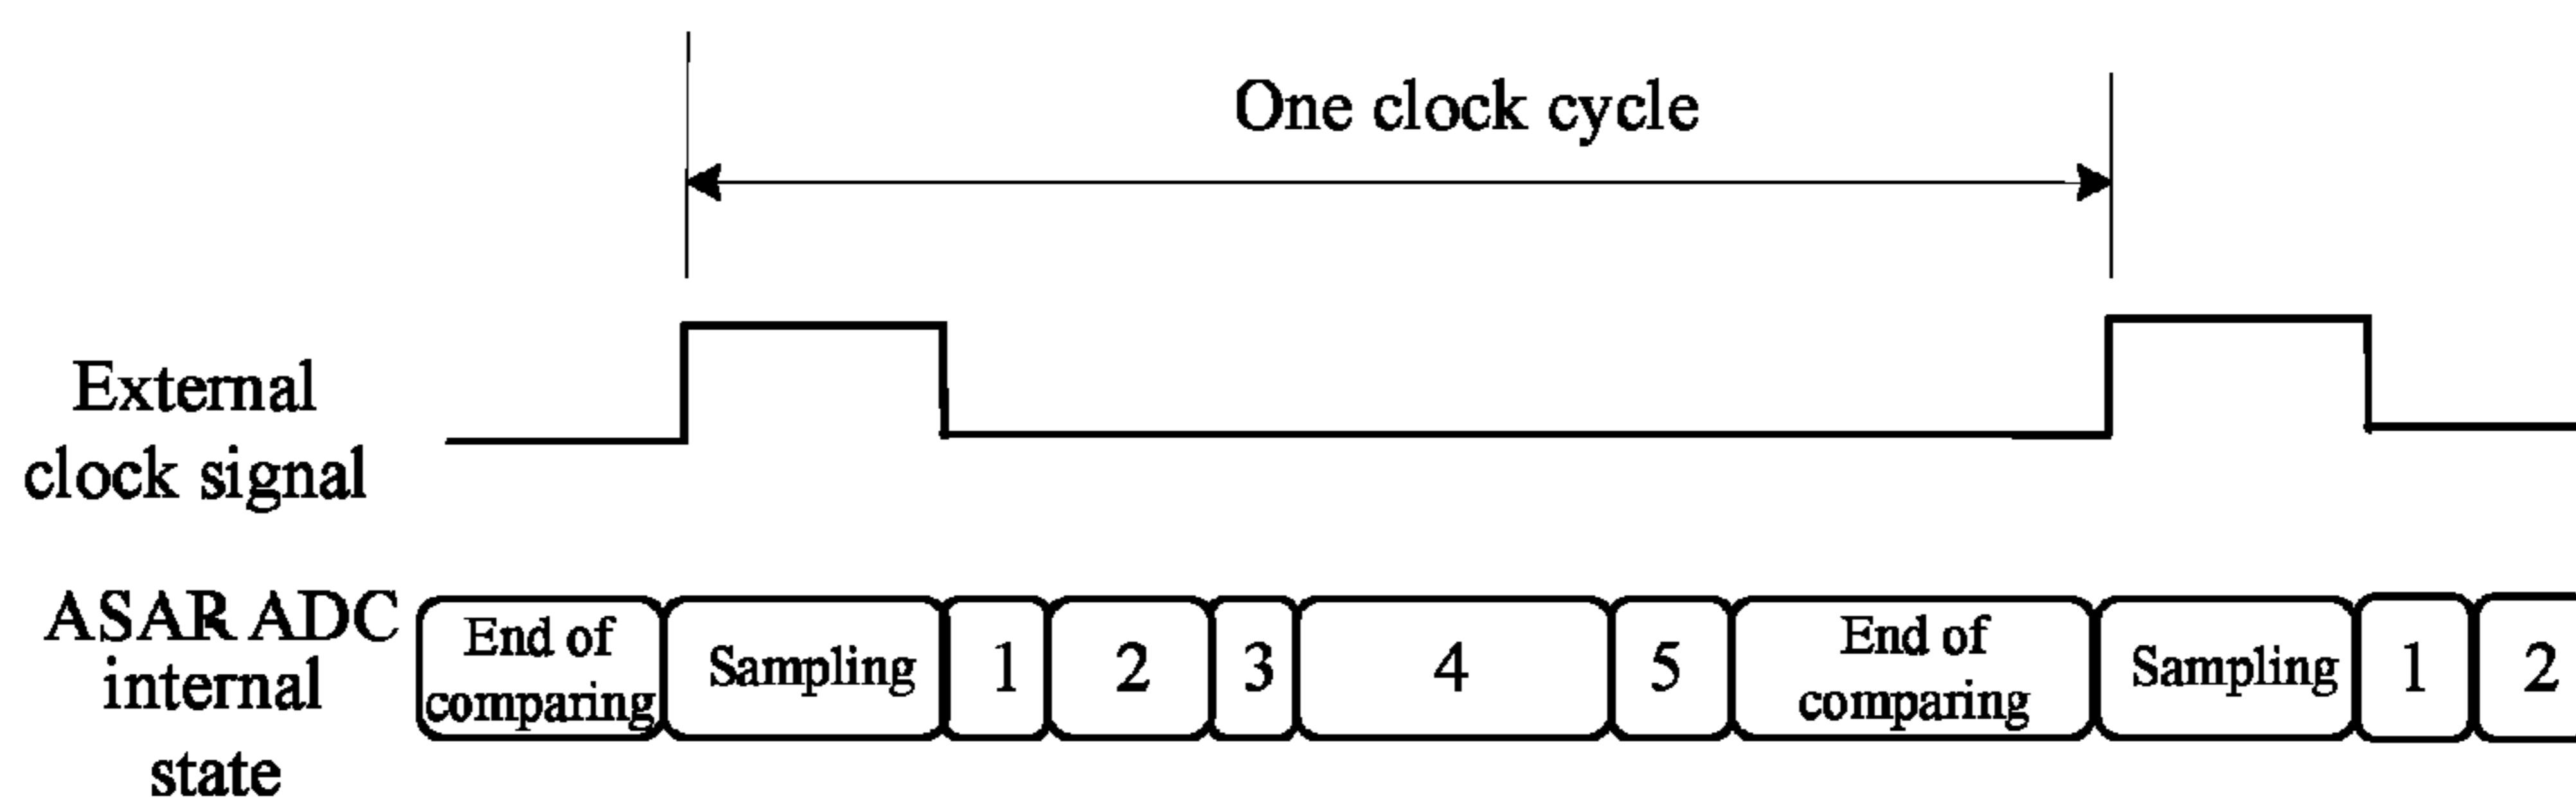 One clock cycle
External
clock signal
ASAR ADC
internal
state
End of
comparing
Sampling
1
2
3
4
5
End of
comparing
Sampling
1
2